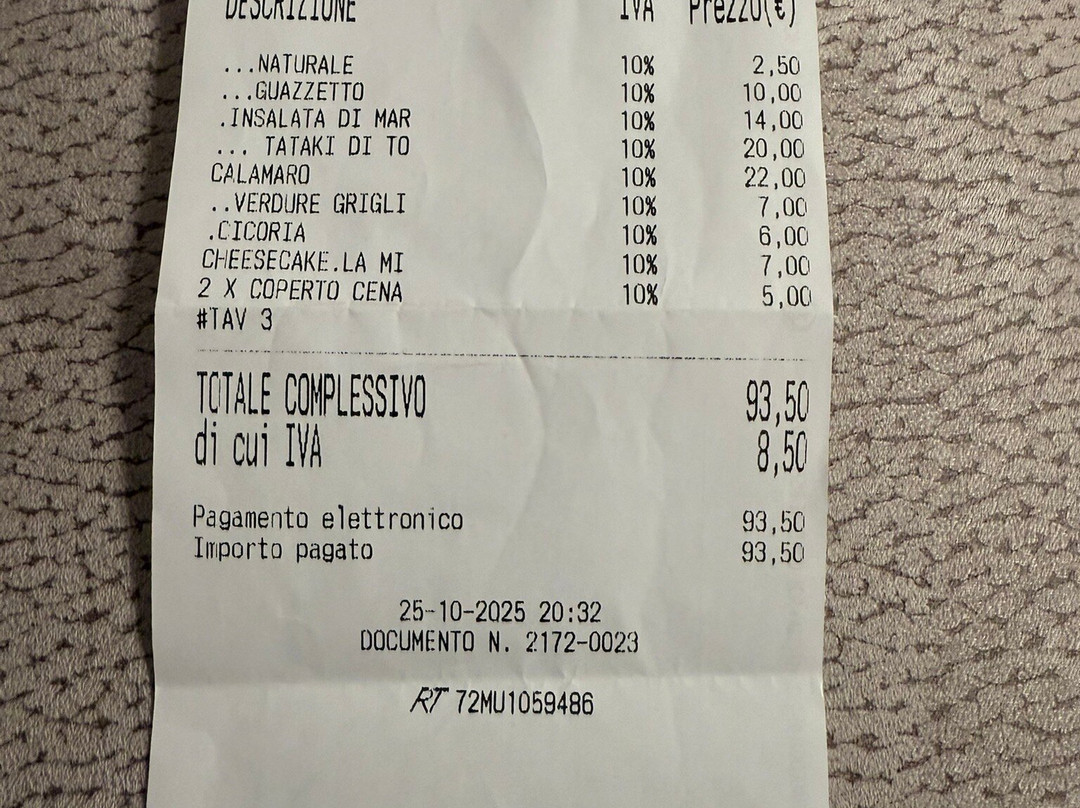 DESCRIZIONE IVA Prezzo(€)
...NATURALE 10% 2,50
...GUAZZETTO 10% 10,00
.INSALATA DI MAR 10% 14,00
... TATAKI DI TO 10% 20,00
CALAMARO 10% 22,00
..VERDURE GRIGLI 10% 7,00
.CICORIA 10% 6,00
CHEESECAKE.LA MI 10% 7,00
2 X COPERTO CENA 10% 5,00
#TAV 3
TOTALE COMPLESSIVO 93,50
di cui IVA 8,50
Pagamento elettronico 93,50
Importo pagato 93,50
25-10-2025 20:32
DOCUMENTO N. 2172-0023
RT 72MU1059486